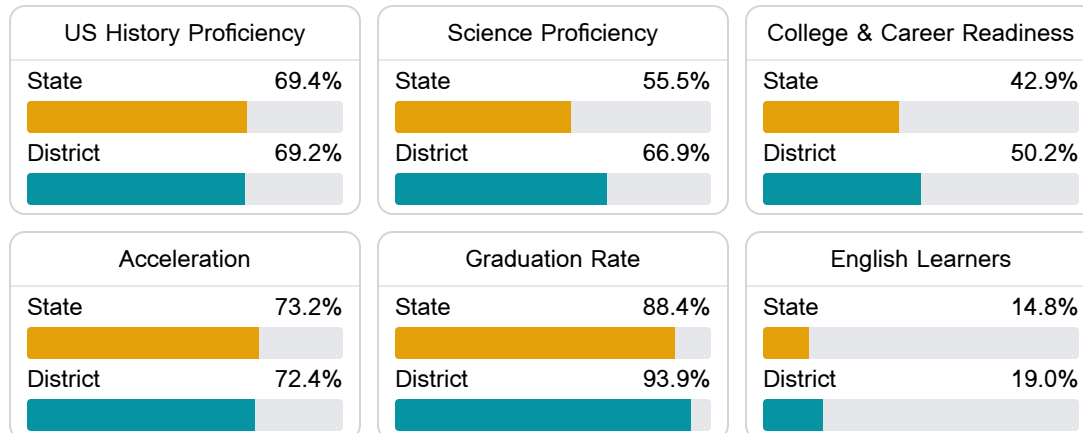 US History Proficiency
State 69.4%
District 69.2%
Science Proficiency
State 55.5%
District 66.9%
College & Career Readiness
State 42.9%
District 50.2%
Acceleration
State 73.2%
District 72.4%
Graduation Rate
State 88.4%
District 93.9%
English Learners
State 14.8%
District 19.0%